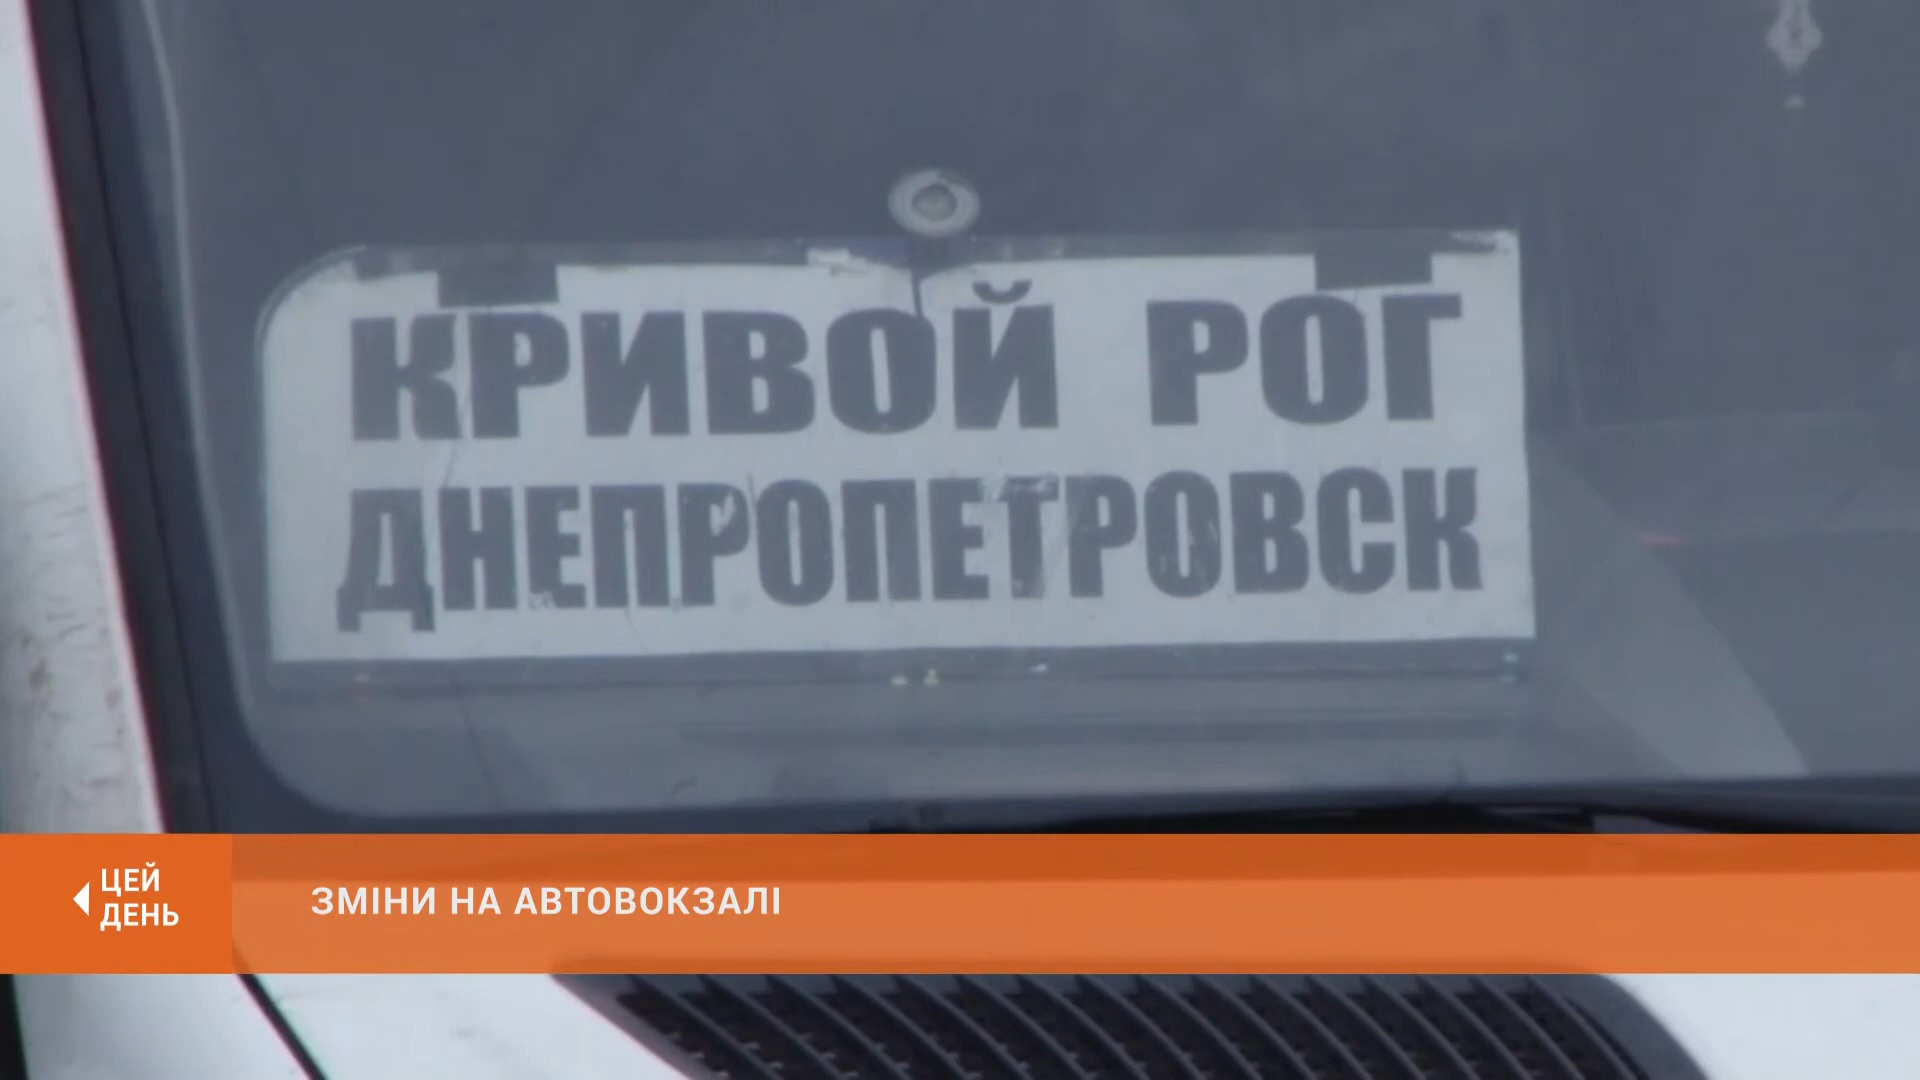 КРИВОЙ РОГ
ДНЕПРОПЕТРОВСК
ЦЕЙ
ДЕНЬ
ЗМІНИ НА АВТОВОКЗАЛІ